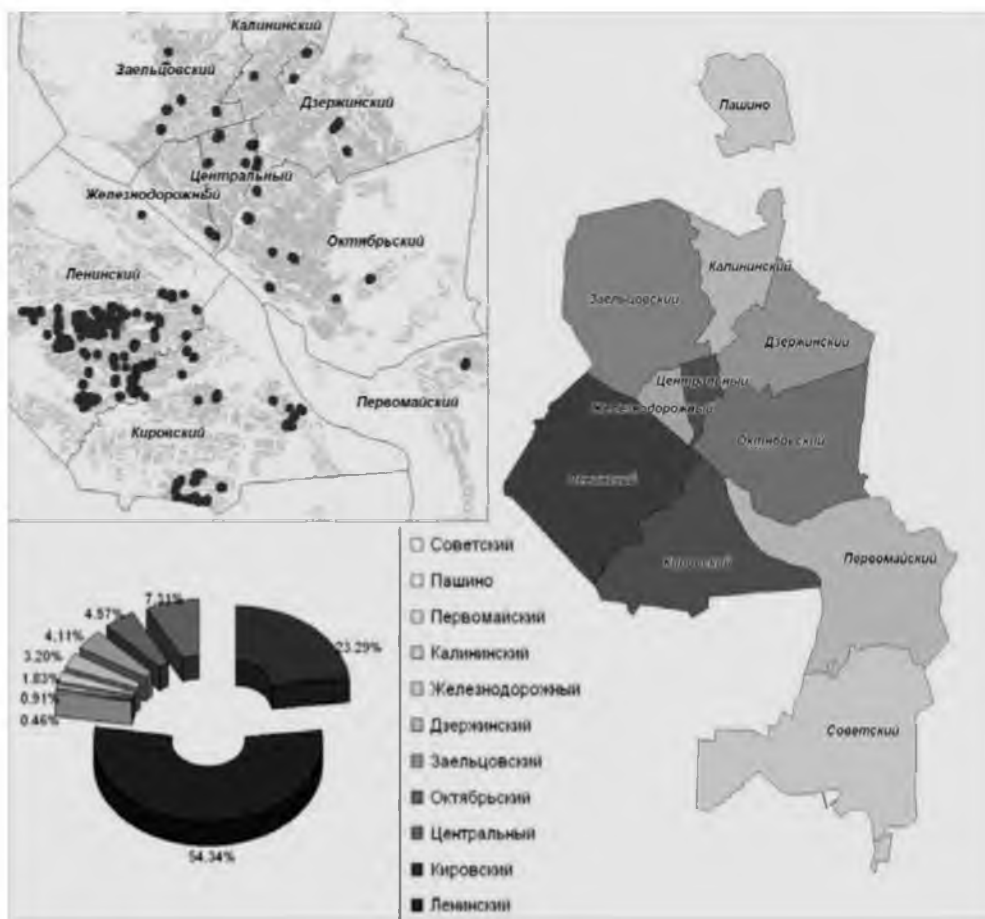 Калининский
Заельцовский
Дзержинский
Центральный
Железнодорожный
Октябрьский
Ленинский
Первомайский
Кировский
Пашино
Калининский
Заельцовский
Дзержинский
Центральный
Железнодорожный
Октябрьский
Ленинский
Кировский
Первомайский
Советский
7.31%
4.57%
4.11%
3.20%
1.83%
0.91%
0.46%
23.29%
54.34%
Советский
Пашино
Первомайский
Калининский
Железнодорожный
Дзержинский
Заельцовский
Октябрьский
Центральный
Кировский
Ленинский